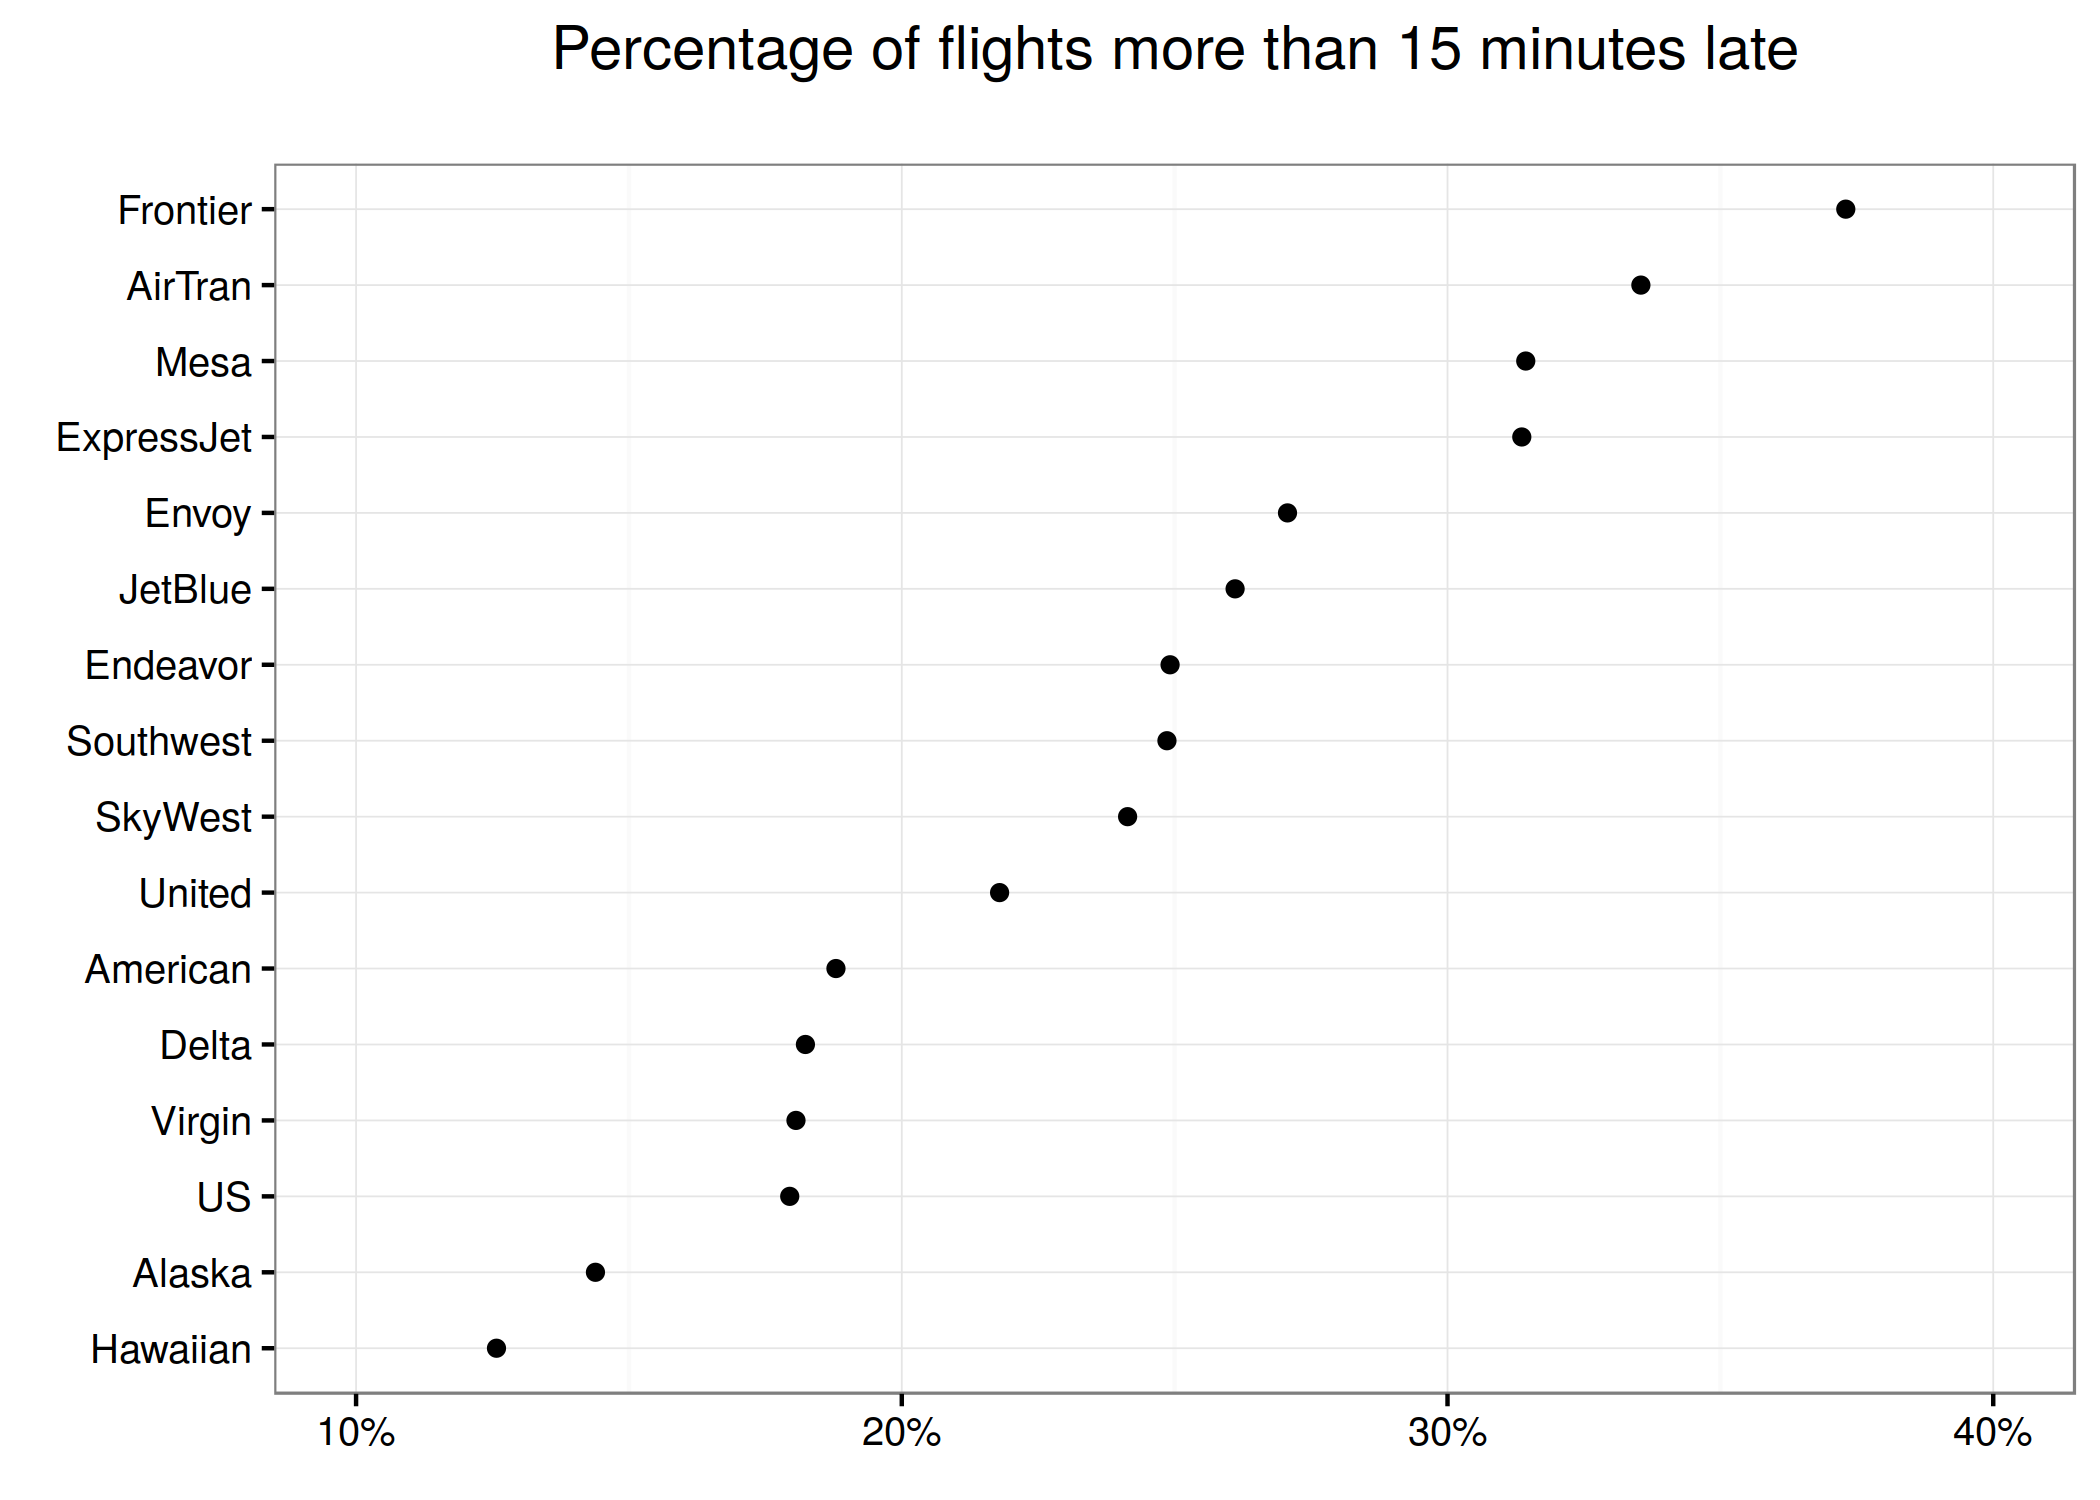 Percentage of flights more than 15 minutes late
Frontier
AirTran
Mesa
ExpressJet
Envoy
JetBlue
Endeavor
Southwest
SkyWest
United
American
Delta
Virgin
US
Alaska
Hawaiian
10% 20% 30% 40%